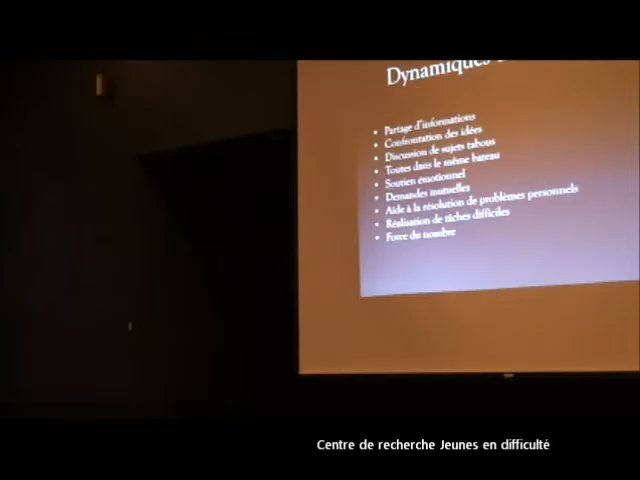 Dynamiques
• Partage d'informations
• Confrontation des idées
• Discussion de sujets tabous
• Toutes dans le même bateau
• Soutien émotionnel
• Demandes mutuelles
• Aide à la résolution de problèmes personnels
• Réalisation de tâches difficiles
• Force du nombre
Centre de recherche Jeunes en difficulté